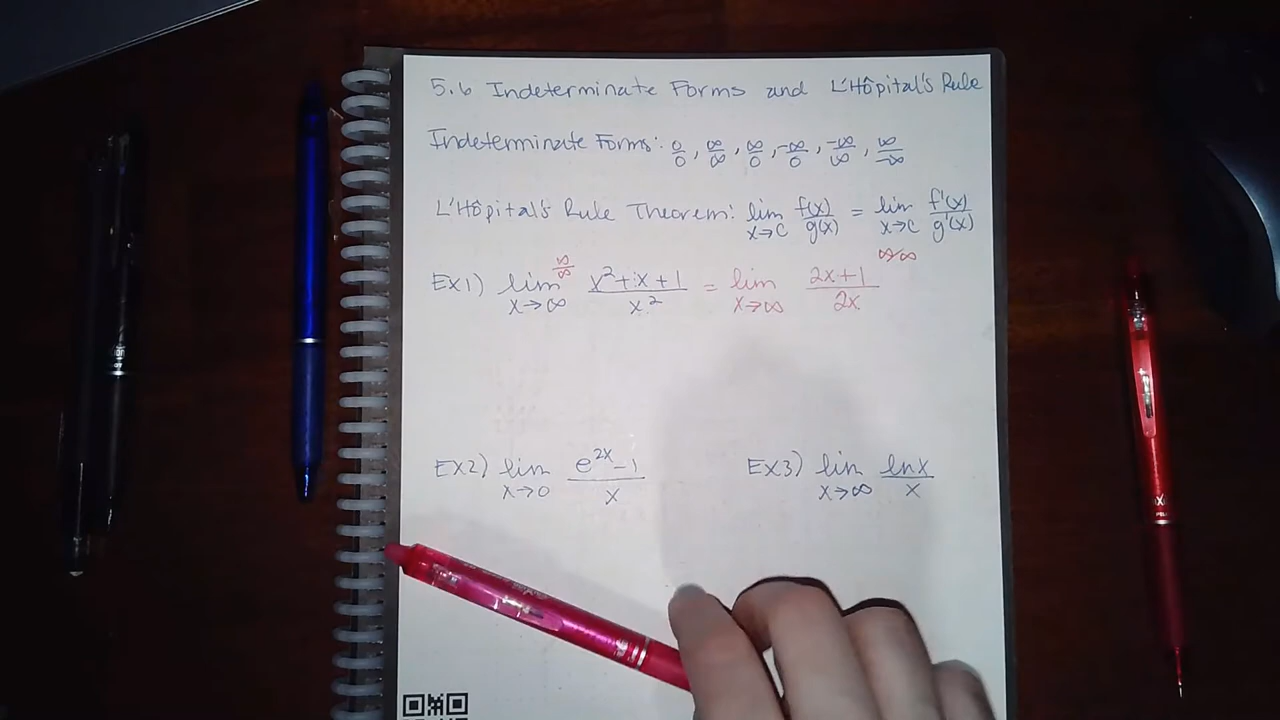 5.6 Indeterminate Forms and L'Hôpital's Rule
Indeterminate Forms: 0/0, ∞/∞, ∞/0, -∞/0, -∞/∞, ∞/-∞
L'Hôpital's Rule Theorem: lim x→c f(x)/g(x) = lim x→c f'(x)/g'(x)
Ex1) lim x→∞ ∞/∞ (x²+1x+1)/x² = lim x→∞ (2x+1)/2x ∞/∞
Ex2) lim x→0 (e^2x -1)/x
Ex3) lim x→∞ lnx/x